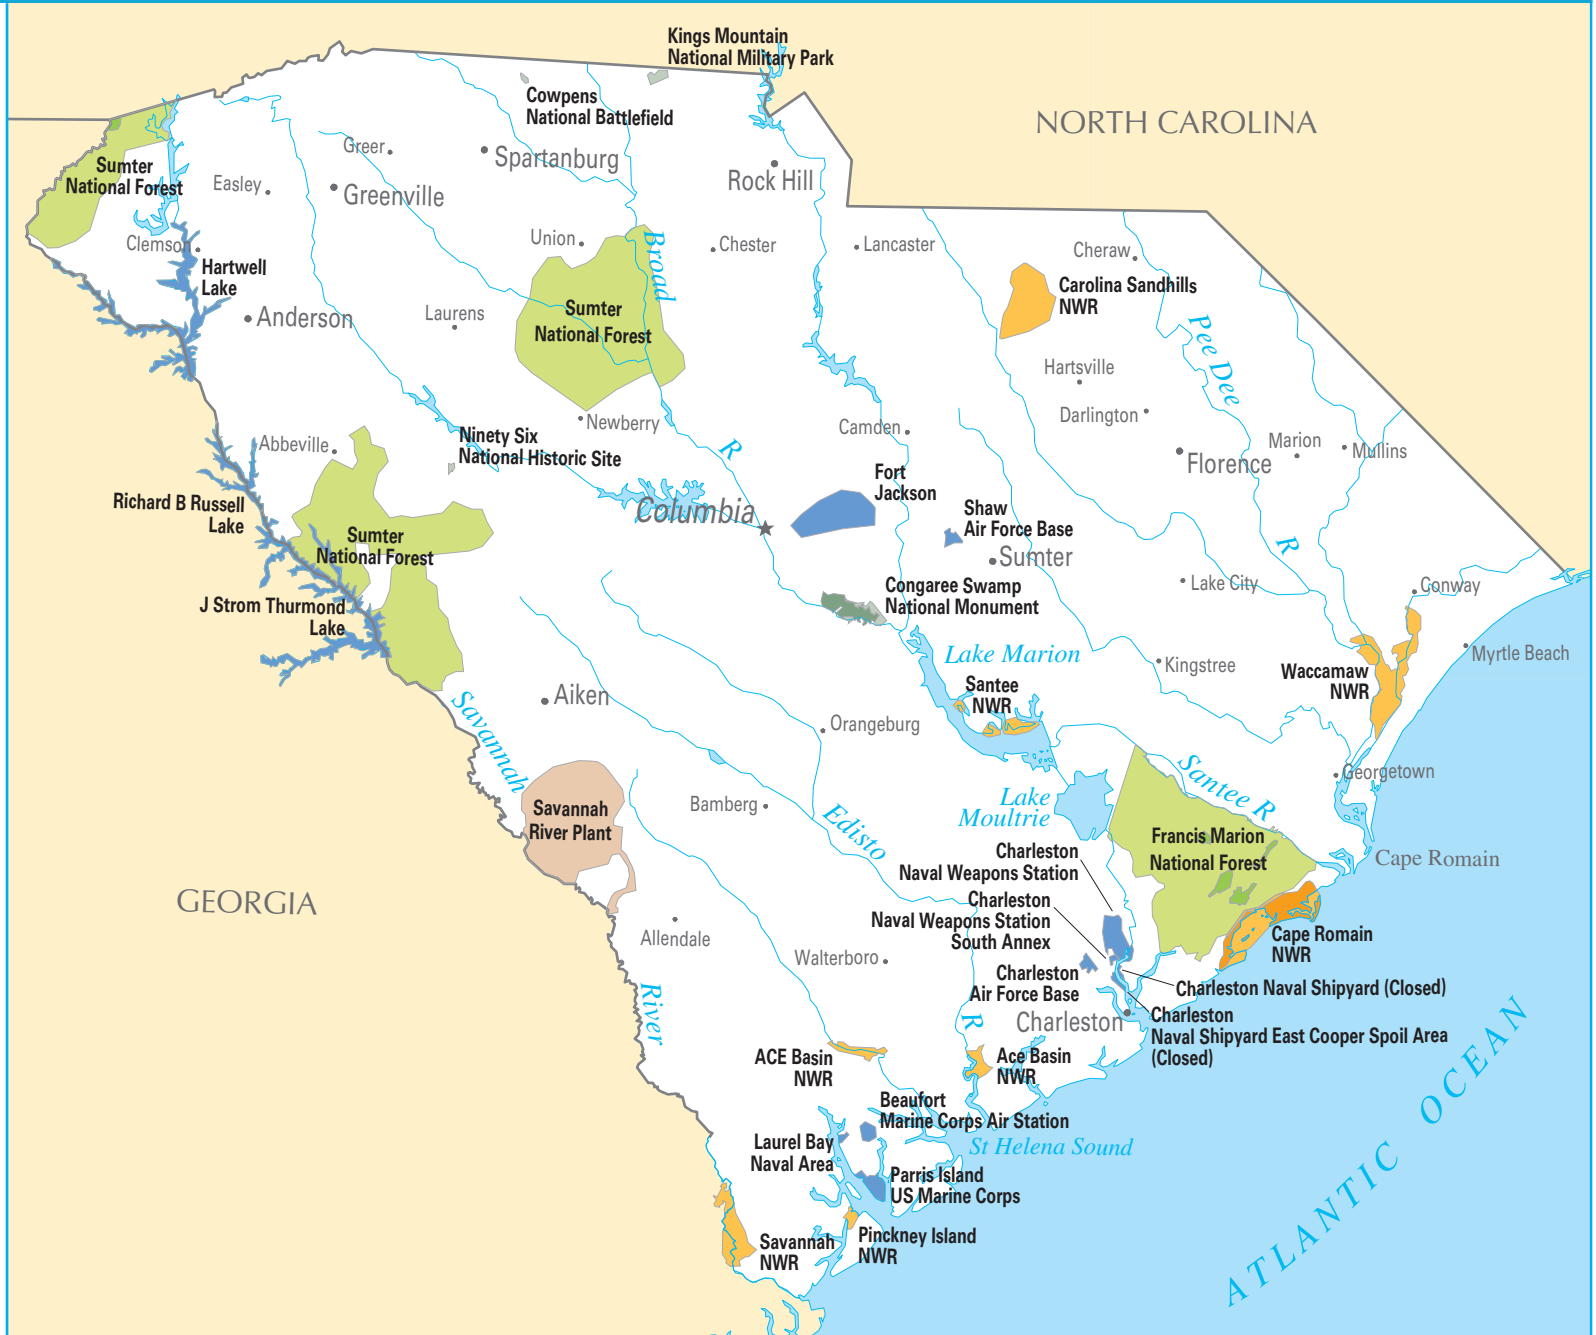 Kings Mountain
National Military Park
Cowpens
National Battlefield
NORTH CAROLINA
Greer
Spartanburg
Sumter
National Forest
Easley
Greenville
Rock Hill
Clemson
Union
Chester
Lancaster
Cheraw
Hartwell
Lake
Broad
Carolina Sandhills
NWR
Anderson
Laurens
Sumter
National Forest
Pee Dee
Hartsville
Darlington
Newberry
Camden
Abbeville
Ninety Six
National Historic Site
R
Marion
Mullins
Florence
Fort
Jackson
Richard B Russell
Lake
Columbia
Shaw
Air Force Base
Sumter
National Forest
Sumter
R
Lake City
Conway
Congaree Swamp
National Monument
J Strom Thurmond
Lake
Lake Marion
Kingstree
Myrtle Beach
Waccamaw
NWR
Santee
NWR
Aiken
Savannah
Orangeburg
Santee R
Georgetown
Savannah
River Plant
Bamberg
Edisto
Lake
Moultrie
Francis Marion
National Forest
Cape Romain
Charleston
Naval Weapons Station
GEORGIA
Charleston
Naval Weapons Station
South Annex
Allendale
Walterboro
Cape Romain
NWR
Charleston
Air Force Base
Charleston Naval Shipyard (Closed)
River
R
Charleston
Charleston
Naval Shipyard East Cooper Spoil Area
(Closed)
ACE Basin
NWR
Ace Basin
NWR
Beaufort
Marine Corps Air Station
ATLANTIC OCEAN
Laurel Bay
Naval Area
St Helena Sound
Parris Island
US Marine Corps
Savannah
NWR
Pinckney Island
NWR